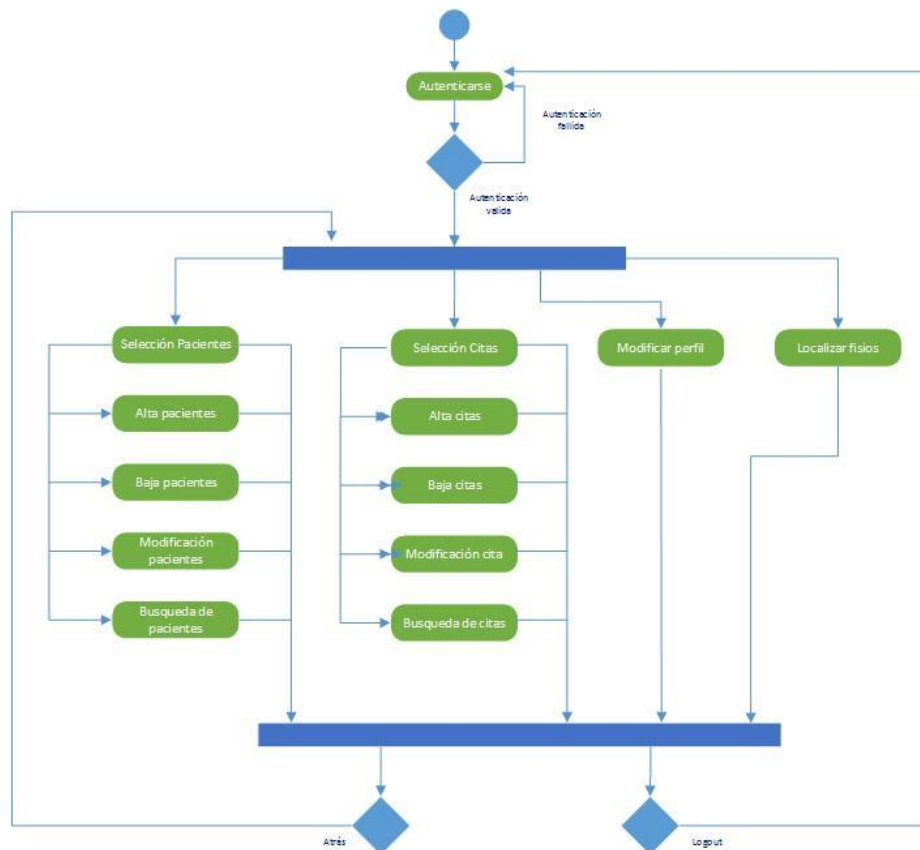 Autenticarse
Autenticación
fallida
Autenticación
valida
Selección Pacientes
Selección Citas
Modificar perfil
Localizar fisios
Alta pacientes
Alta citas
Baja pacientes
Baja citas
Modificación
pacientes
Modificación cita
Busqueda de
pacientes
Busqueda de citas
Atrás
Logout